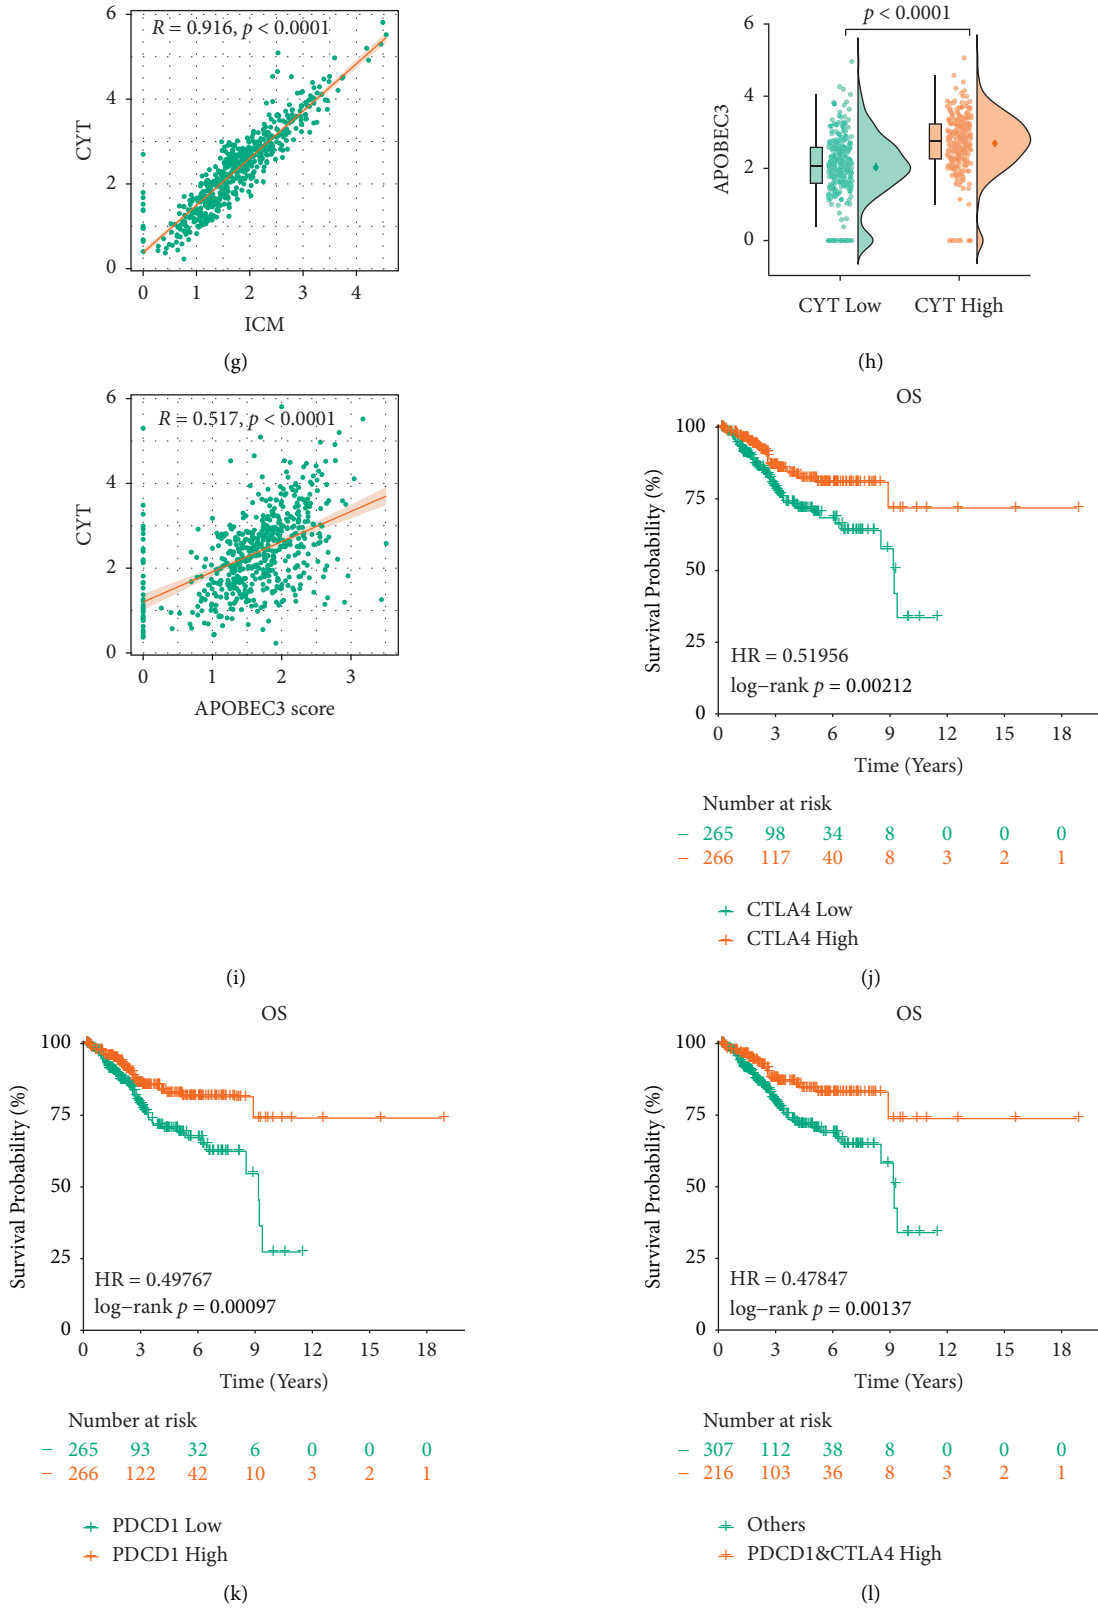 6
R = 0.916, p < 0.0001
4
CYT
2
0
0 1 2 3 4
ICM
(g)
p < 0.0001
6
4
APOBEC3
2
0
CYT Low CYT High
(h)
6
R = 0.517, p < 0.0001
4
CYT
2
0
0 1 2 3
APOBEC3 score
(i)
OS
100
75
50
25
0
Survival Probability (%)
HR = 0.51956
log−rank p = 0.00212
0 3 6 9 12 15 18
Time (Years)
Number at risk
− 265 98 34 8 0 0 0
− 266 117 40 8 3 2 1
CTLA4 Low
CTLA4 High
(j)
OS
100
75
50
25
0
Survival Probability (%)
HR = 0.49767
log−rank p = 0.00097
0 3 6 9 12 15 18
Time (Years)
Number at risk
− 265 93 32 6 0 0 0
− 266 122 42 10 3 2 1
PDCD1 Low
PDCD1 High
(k)
OS
100
75
50
25
0
Survival Probability (%)
HR = 0.47847
log−rank p = 0.00137
0 3 6 9 12 15 18
Time (Years)
Number at risk
− 307 112 38 8 0 0 0
− 216 103 36 8 3 2 1
Others
PDCD1&CTLA4 High
(l)